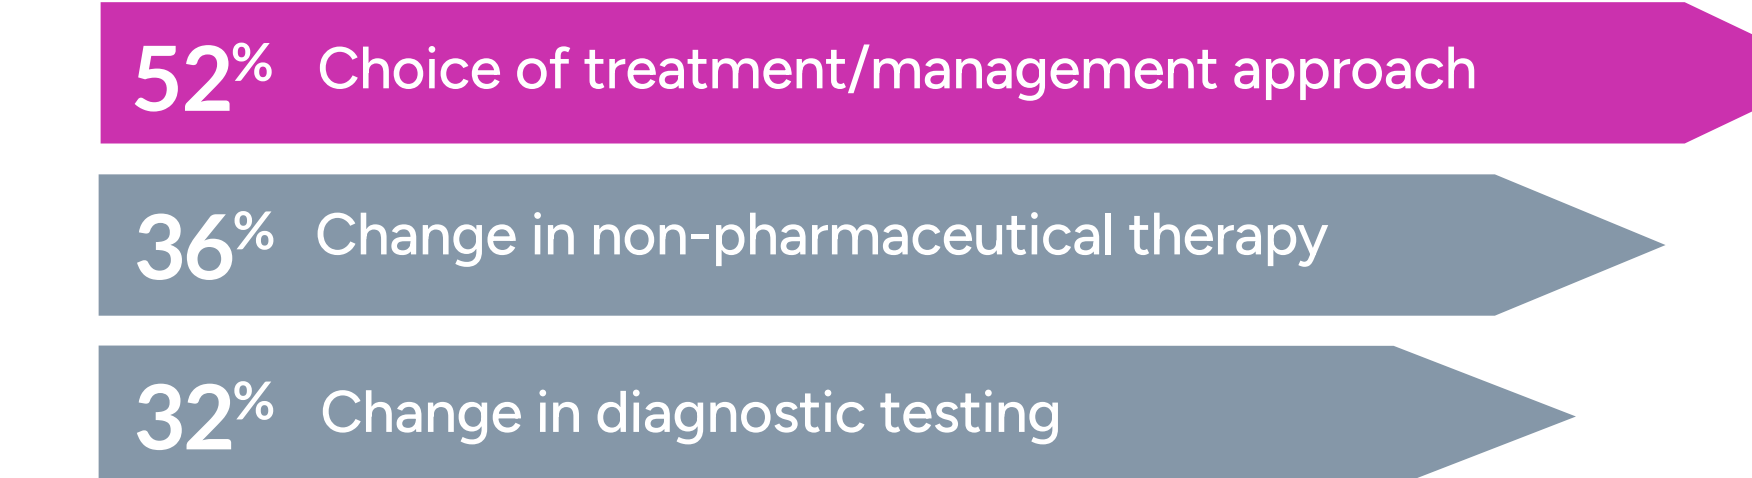 52% Choice of treatment/management approach
36% Change in non-pharmaceutical therapy
32% Change in diagnostic testing